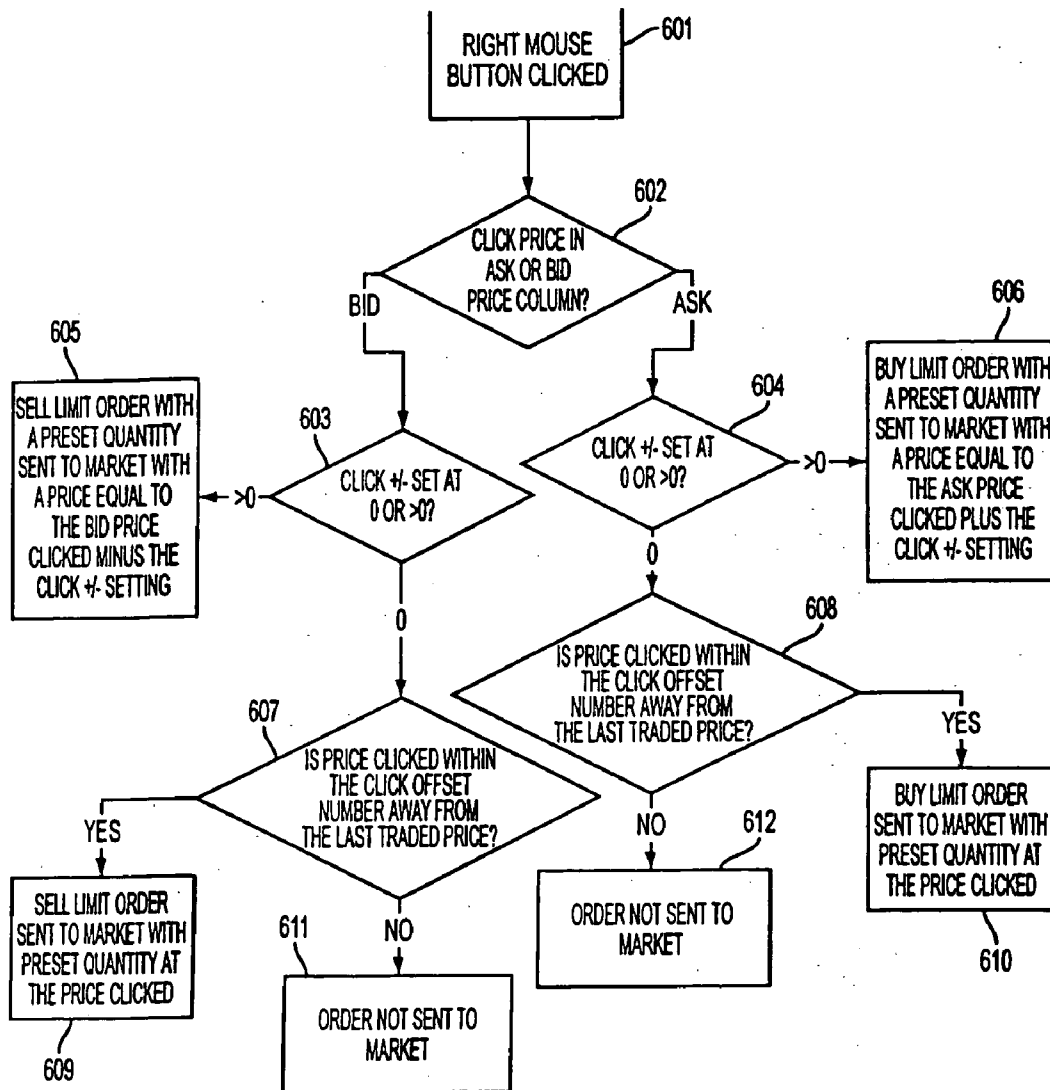 RIGHT MOUSE
BUTTON CLICKED
601
602
CLICK PRICE IN
ASK OR BID
PRICE COLUMN?
BID
ASK
605
SELL LIMIT ORDER WITH
A PRESET QUANTITY
SENT TO MARKET WITH
A PRICE EQUAL TO
THE BID PRICE
CLICKED MINUS THE
CLICK +/- SETTING
603
CLICK +/- SET AT
0 OR >0?
>0
0
604
CLICK +/- SET AT
0 OR >0?
>0
0
606
BUY LIMIT ORDER WITH
A PRESET QUANTITY
SENT TO MARKET WITH
A PRICE EQUAL TO
THE ASK PRICE
CLICKED PLUS THE
CLICK +/- SETTING
607
IS PRICE CLICKED WITHIN
THE CLICK OFFSET
NUMBER AWAY FROM
THE LAST TRADED PRICE?
YES
NO
608
IS PRICE CLICKED WITHIN
THE CLICK OFFSET
NUMBER AWAY FROM
THE LAST TRADED PRICE?
YES
NO
SELL LIMIT ORDER
SENT TO MARKET WITH
PRESET QUANTITY AT
THE PRICE CLICKED
609
611
ORDER NOT SENT TO
MARKET
612
ORDER NOT SENT TO
MARKET
BUY LIMIT ORDER
SENT TO MARKET WITH
PRESET QUANTITY AT
THE PRICE CLICKED
610